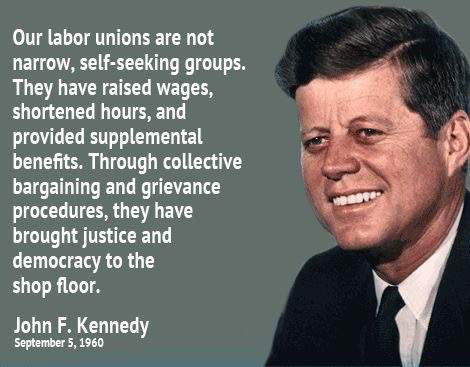 Our labor unions are not
narrow, self-seeking groups.
They have raised wages,
shortened hours, and
provided supplemental
benefits. Through collective
bargaining and grievance
procedures, they have
brought justice and
democracy to the
shop floor.
John F. Kennedy
September 5, 1960